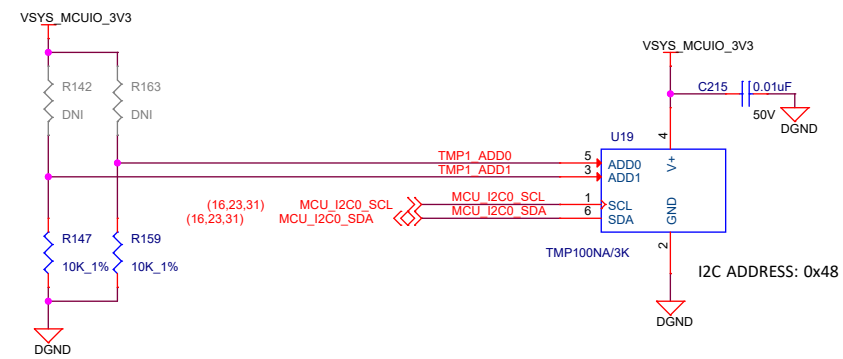 VSYS_MCUIO_3V3
VSYS_MCUIO_3V3
R142
R163
C215
0.01uF
DNI
DNI
50V
DGND
U19
4
TMP1_ADD0
5
ADD0
V+
TMP1_ADD1
3
ADD1
(16,23,31)
MCU_I2C0_SCL
MCU_I2C0_SCL
1
SCL
(16,23,31)
MCU_I2C0_SDA
MCU_I2C0_SDA
6
SDA
GND
R147
R159
2
TMP100NA/3K
10K_1%
10K_1%
I2C ADDRESS: 0x48
DGND
DGND